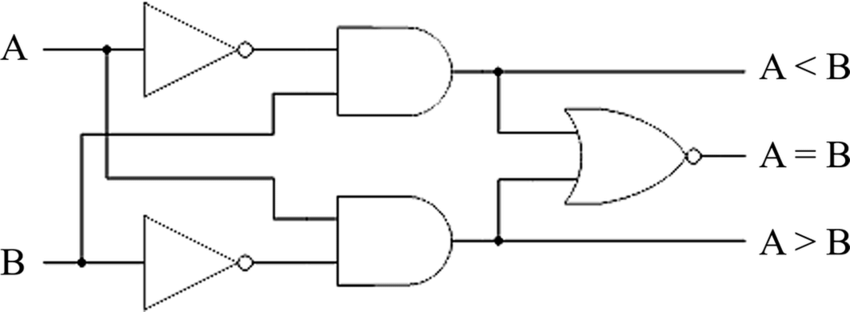 A
A < B
A = B
B
A > B